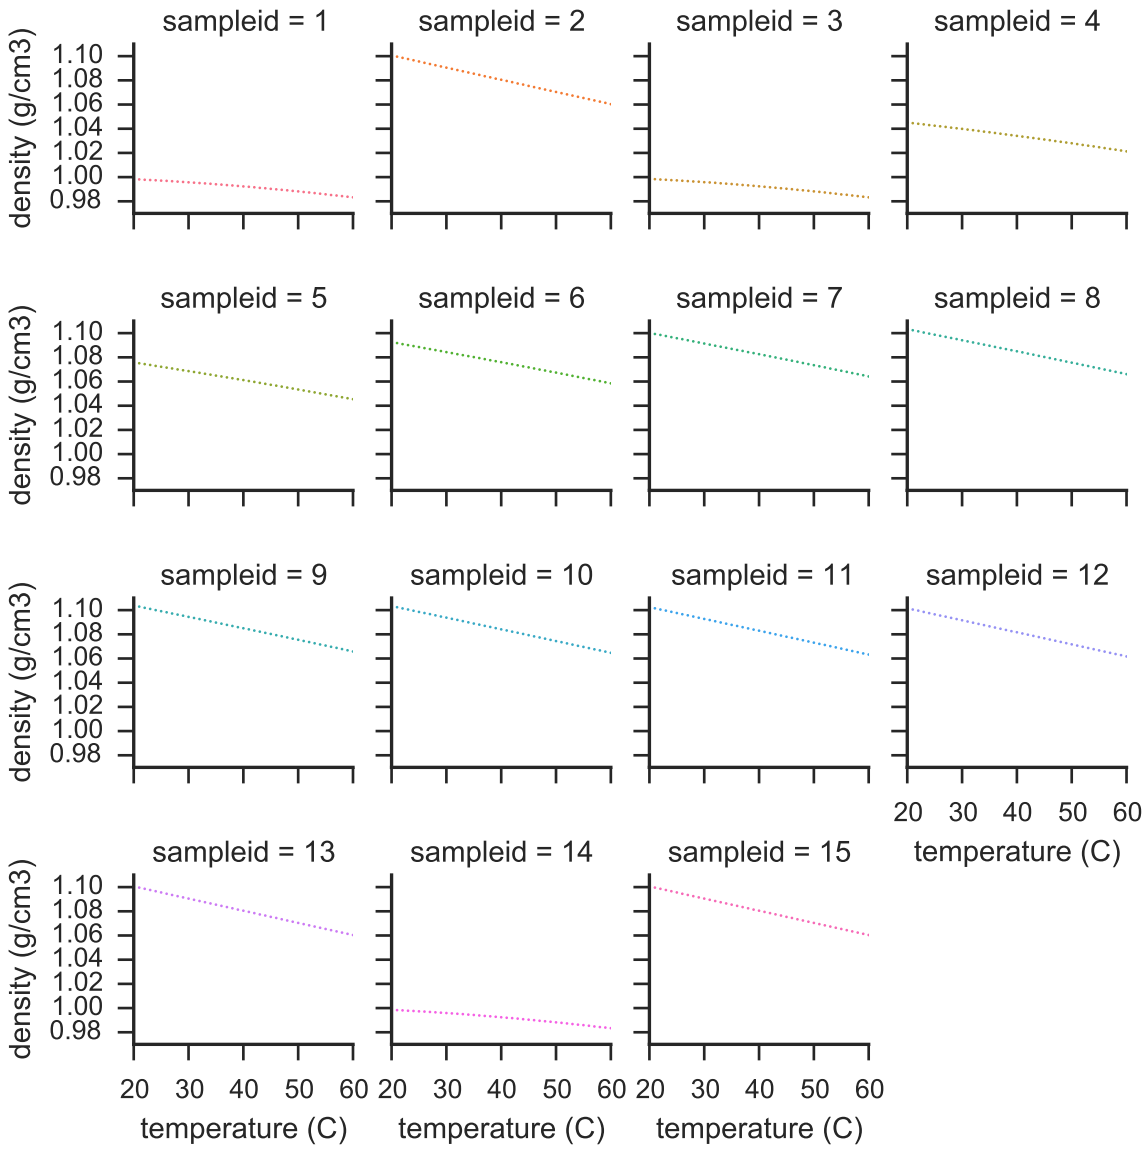 sampleid = 1 sampleid = 2 sampleid = 3 sampleid = 4
density (g/cm3)
1.10
1.08
1.06
1.04
1.02
1.00
0.98
sampleid = 5 sampleid = 6 sampleid = 7 sampleid = 8
density (g/cm3)
1.10
1.08
1.06
1.04
1.02
1.00
0.98
sampleid = 9 sampleid = 10 sampleid = 11 sampleid = 12
density (g/cm3)
1.10
1.08
1.06
1.04
1.02
1.00
0.98
20 30 40 50 60
temperature (C)
sampleid = 13 sampleid = 14 sampleid = 15
density (g/cm3)
1.10
1.08
1.06
1.04
1.02
1.00
0.98
20 30 40 50 60 20 30 40 50 60 20 30 40 50 60
temperature (C) temperature (C) temperature (C)